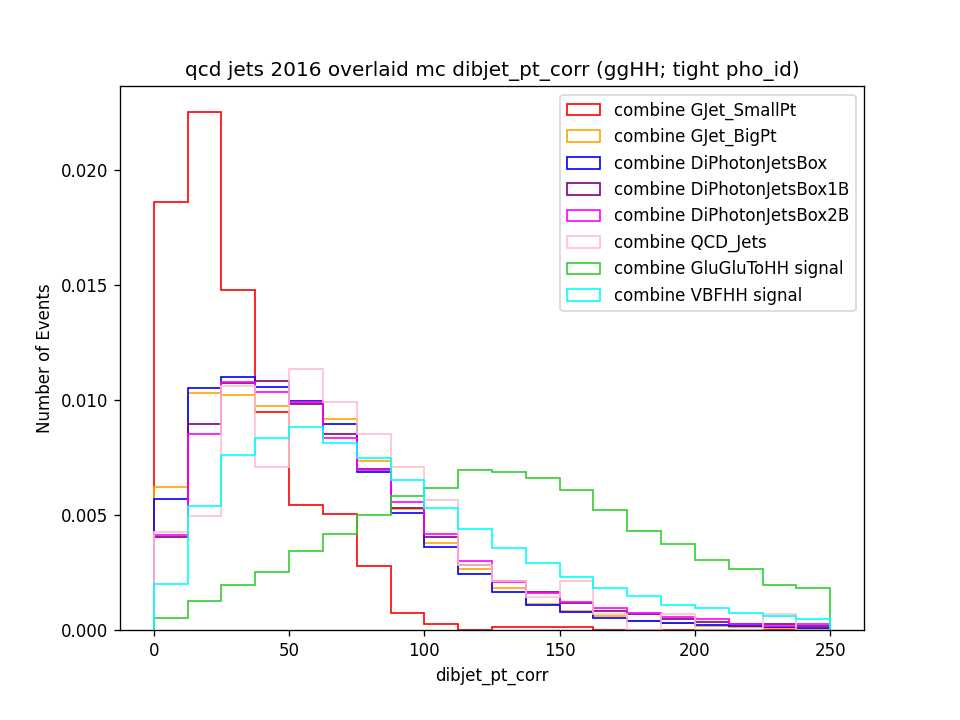 qcd jets 2016 overlaid mc dibjet_pt_corr (ggHH; tight pho_id)
combine GJet_SmallPt
combine GJet_BigPt
combine DiPhotonJetsBox
combine DiPhotonJetsBox1B
combine DiPhotonJetsBox2B
combine QCD_Jets
combine GluGluToHH signal
combine VBFHH signal
Number of Events
0.020
0.015
0.010
0.005
0.000
0 50 100 150 200 250
dibjet_pt_corr